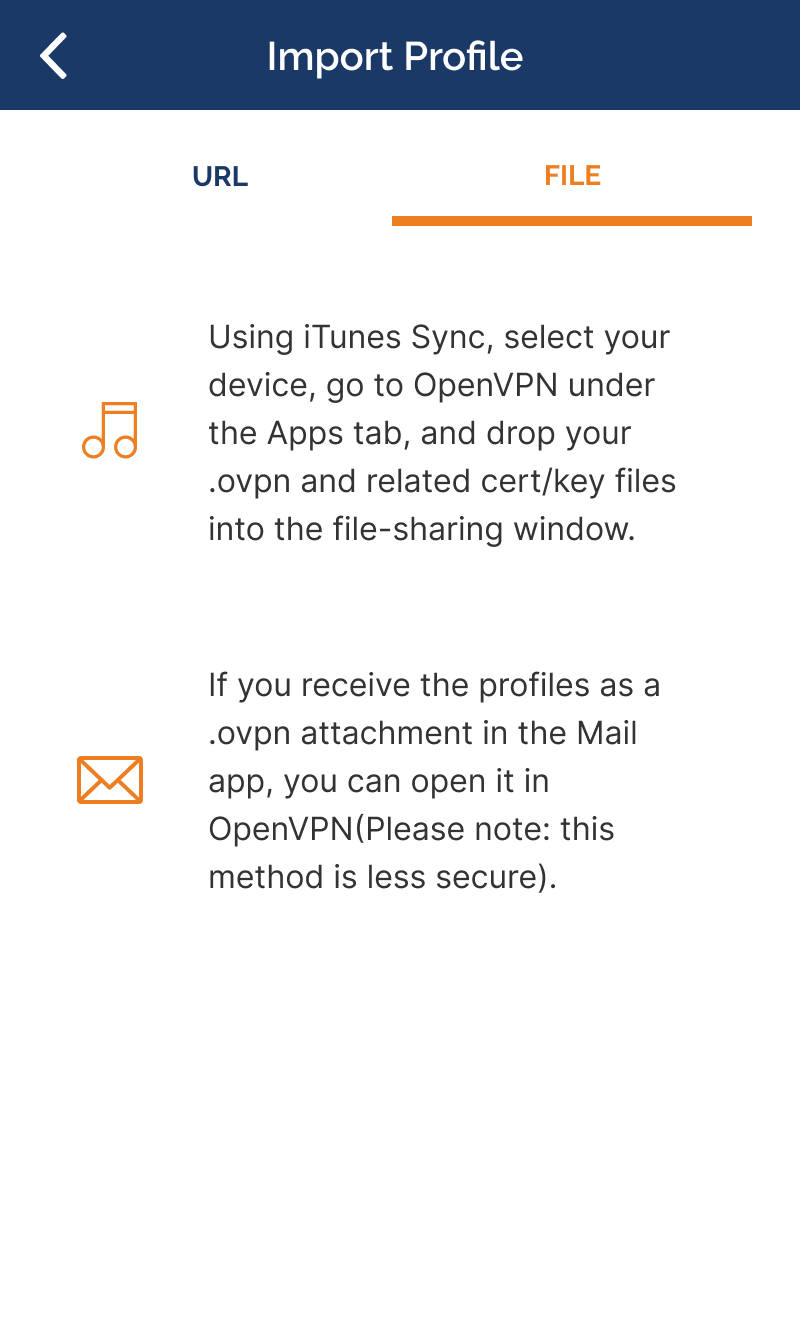 Import Profile
URL
FILE
Using iTunes Sync, select your
device, go to OpenVPN under
the Apps tab, and drop your
.ovpn and related cert/key files
into the file-sharing window.
If you receive the profiles as a
.ovpn attachment in the Mail
app, you can open it in
OpenVPN(Please note: this
method is less secure).